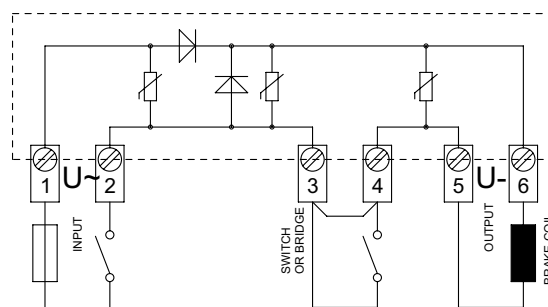 1
U~
2
3
4
5
U-
6
INPUT
SWITCH
OR BRIDGE
OUTPUT
BRAKE COIL